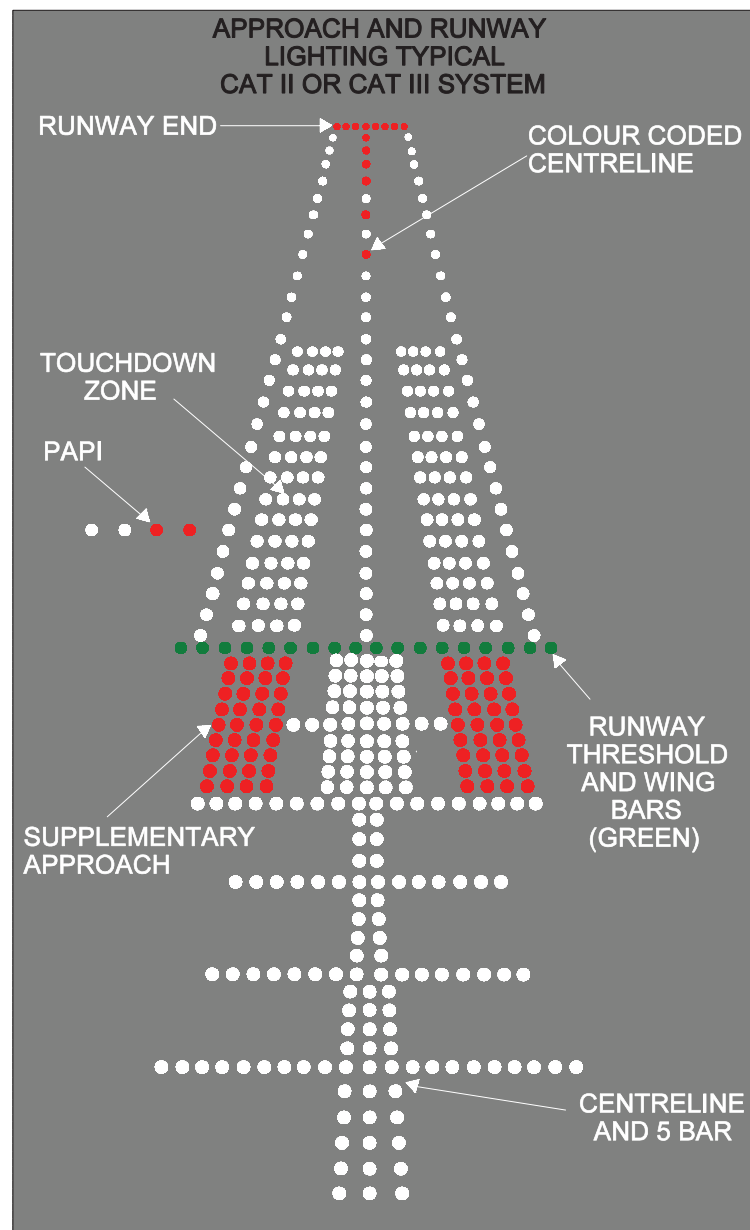 APPROACH AND RUNWAY
LIGHTING TYPICAL
CAT II OR CAT III SYSTEM
RUNWAY END
COLOUR CODED
CENTRELINE
TOUCHDOWN
ZONE
PAPI
RUNWAY
THRESHOLD
AND WING
BARS
(GREEN)
SUPPLEMENTARY
APPROACH
CENTRELINE
AND 5 BAR